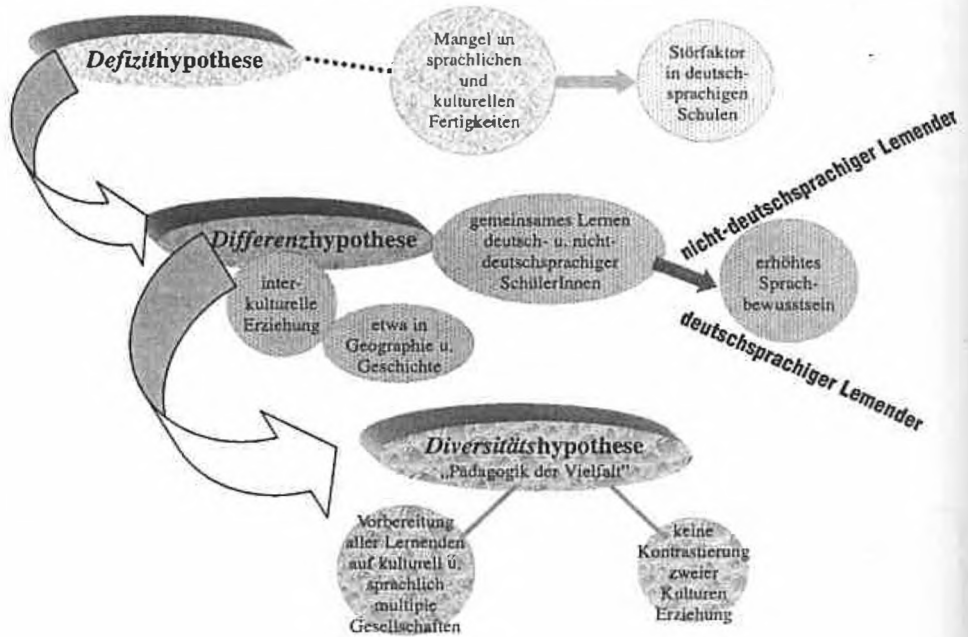 Defizithypothese
Mangel an
sprachlichen
und
kulturellen
Fertigkeiten
Störfaktor
in deutsch-
sprachigen
Schulen
Differenzhypothese
gemeinsames Lernen
deutsch- u. nicht-
deutschsprachiger
SchülerInnen
nicht-deutschsprachiger Lernender
erhöhtes
Sprach-
bewusstsein
deutschsprachiger Lernender
inter-
kulturelle
Erziehung
etwa in
Geographie u.
Geschichte
Diversitätshypothese
„Pädagogik der Vielfalt"
Vorbereitung
aller Lernenden
auf kulturell u.
sprachlich
multiple
Gesellschaften
keine
Kontrastierung
zweier
Kulturen
Erziehung